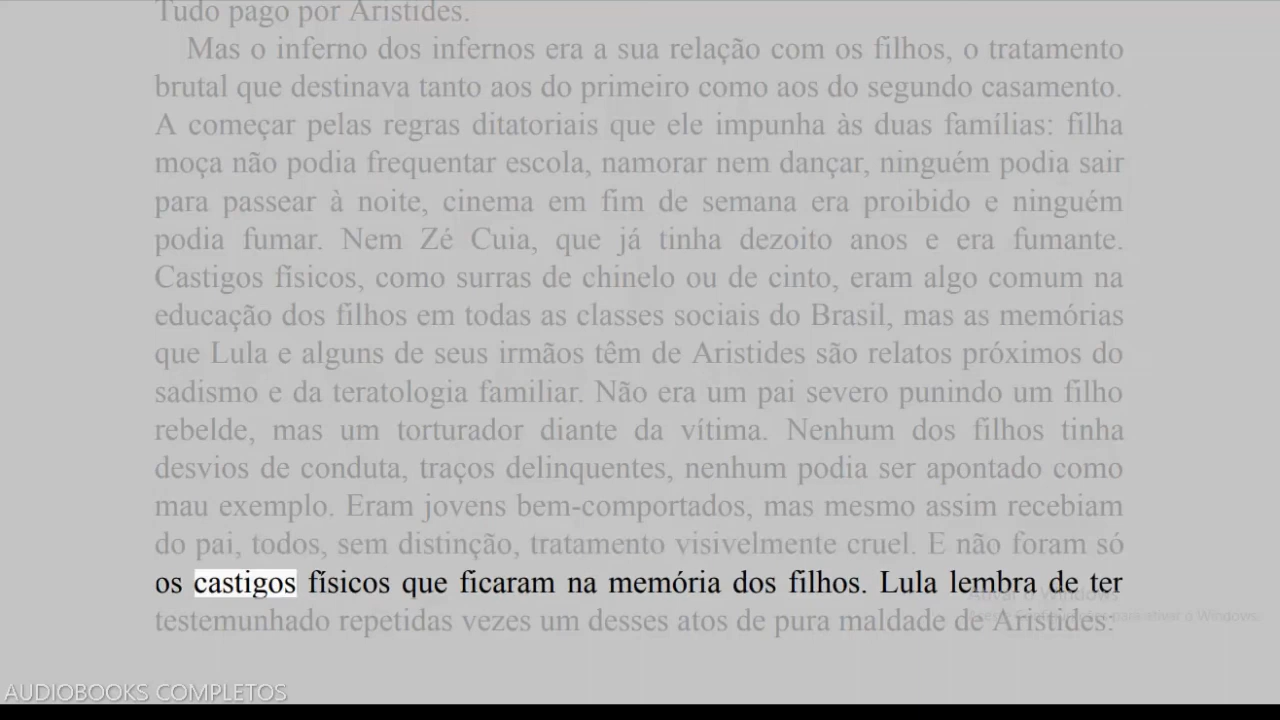 Tudo pago por Aristides.
Mas o inferno dos infernos era a sua relação com os filhos, o tratamento
brutal que destinava tanto aos do primeiro como aos do segundo casamento.
A começar pelas regras ditatoriais que ele impunha às duas famílias: filha
moça não podia frequentar escola, namorar nem dançar, ninguém podia sair
para passear à noite, cinema em fim de semana era proibido e ninguém
podia fumar. Nem Zé Cuia, que já tinha dezoito anos e era fumante.
Castigos físicos, como surras de chinelo ou de cinto, eram algo comum na
educação dos filhos em todas as classes sociais do Brasil, mas as memórias
que Lula e alguns de seus irmãos têm de Aristides são relatos próximos do
sadismo e da teratologia familiar. Não era um pai severo punindo um filho
rebelde, mas um torturador diante da vítima. Nenhum dos filhos tinha
desvios de conduta, traços delinquentes, nenhum podia ser apontado como
mau exemplo. Eram jovens bem-comportados, mas mesmo assim recebiam
do pai, todos, sem distinção, tratamento visivelmente cruel. E não foram só
os castigos físicos que ficaram na memória dos filhos. Lula lembra de ter
testemunhado repetidas vezes um desses atos de pura maldade de Aristides:
Ativar o Windows
para ativar o Windows.
AUDIOBOOKS COMPLETOS